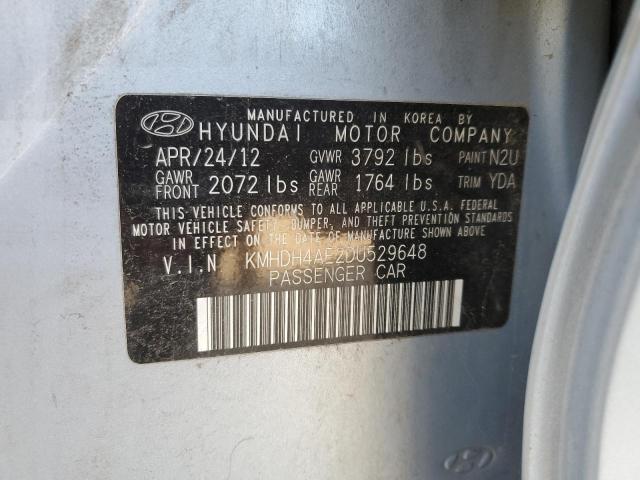 MANUFACTURED IN KOREA BY
HYUNDAI MOTOR COMPANY
APR/24/12 GVWR 3792 lbs PAINT N2U
GAWR FRONT 2072 lbs GAWR REAR 1764 lbs TRIM YDA
THIS VEHICLE CONFORMS TO ALL APPLICABLE U.S.A. FEDERAL
MOTOR VEHICLE SAFETY, BUMPER, AND THEFT PREVENTION STANDARDS
IN EFFECT ON THE DATE OF MANUFACTURE SHOWN ABOVE.
V.I.N KMHDH4AE2DU529648
PASSENGER CAR